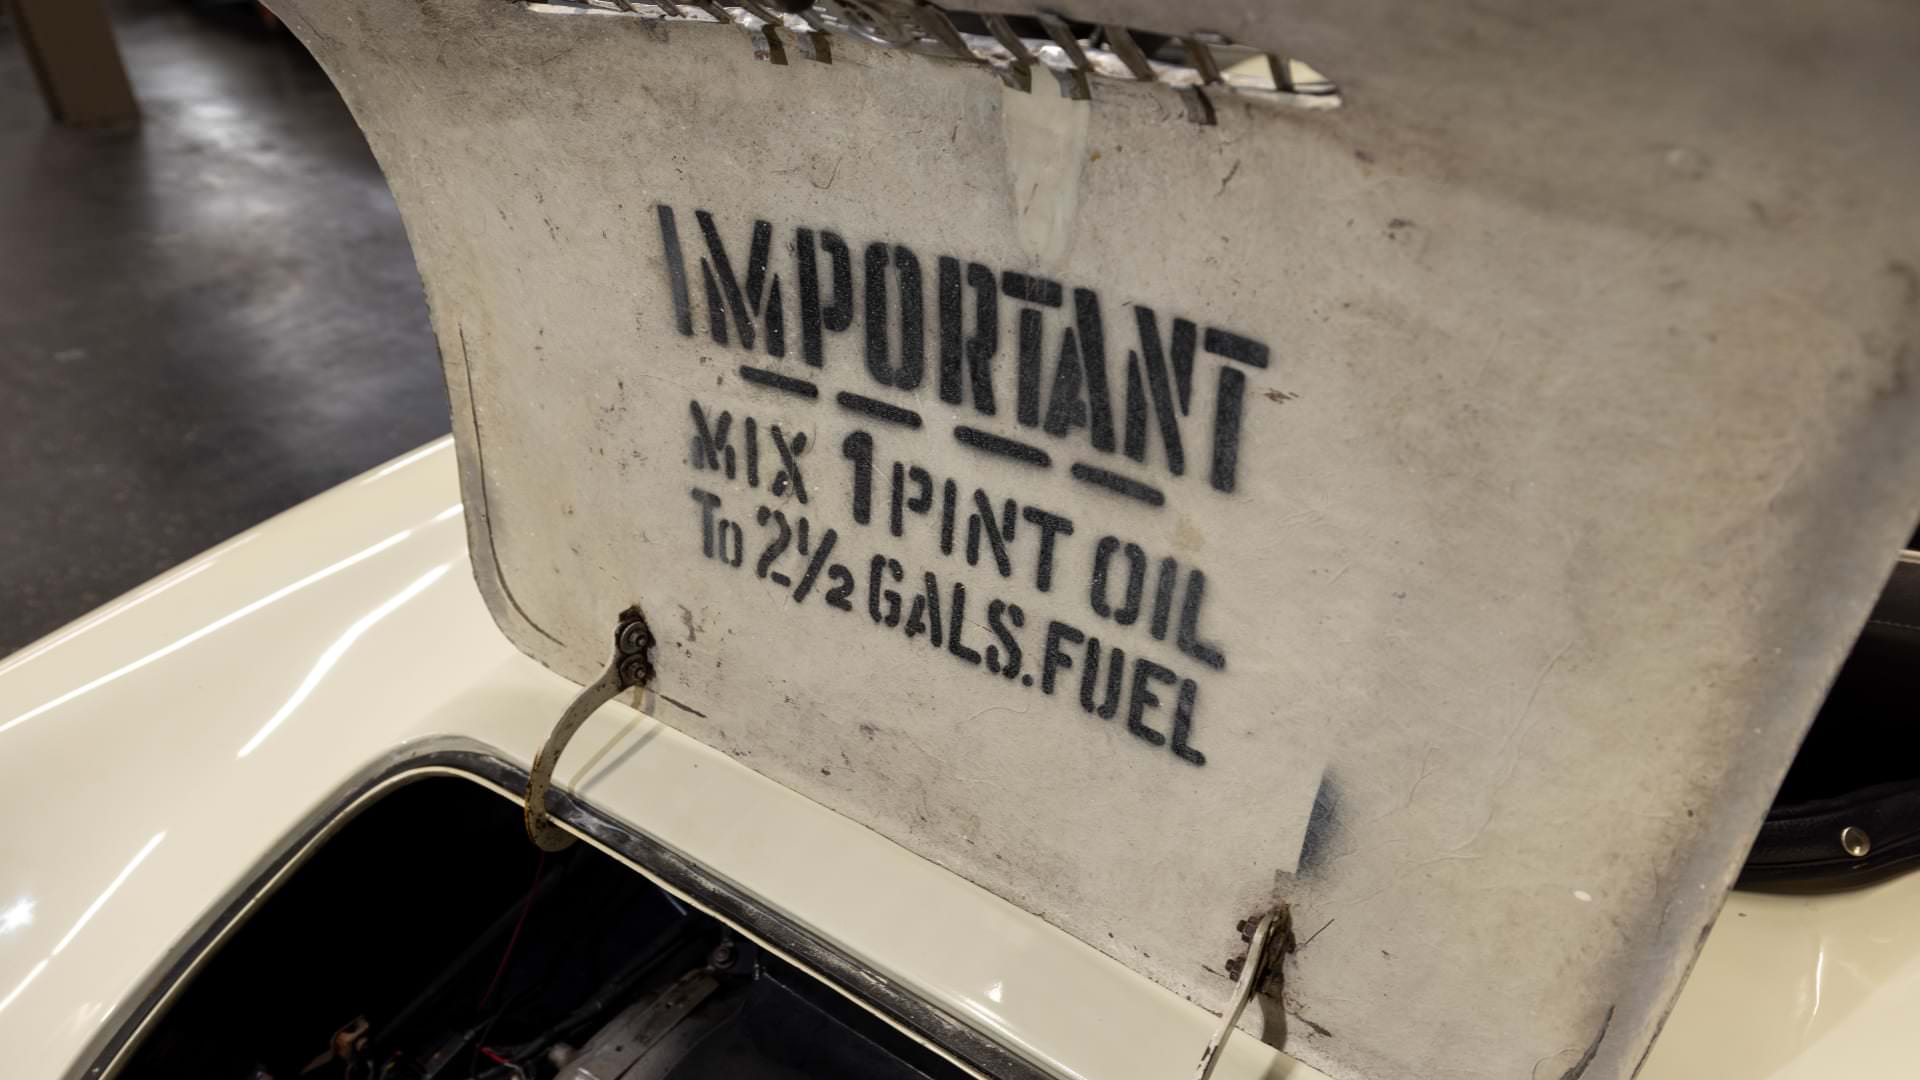 IMPORTANT
MIX 1 PINT OIL
To 2½ GALS. FUEL